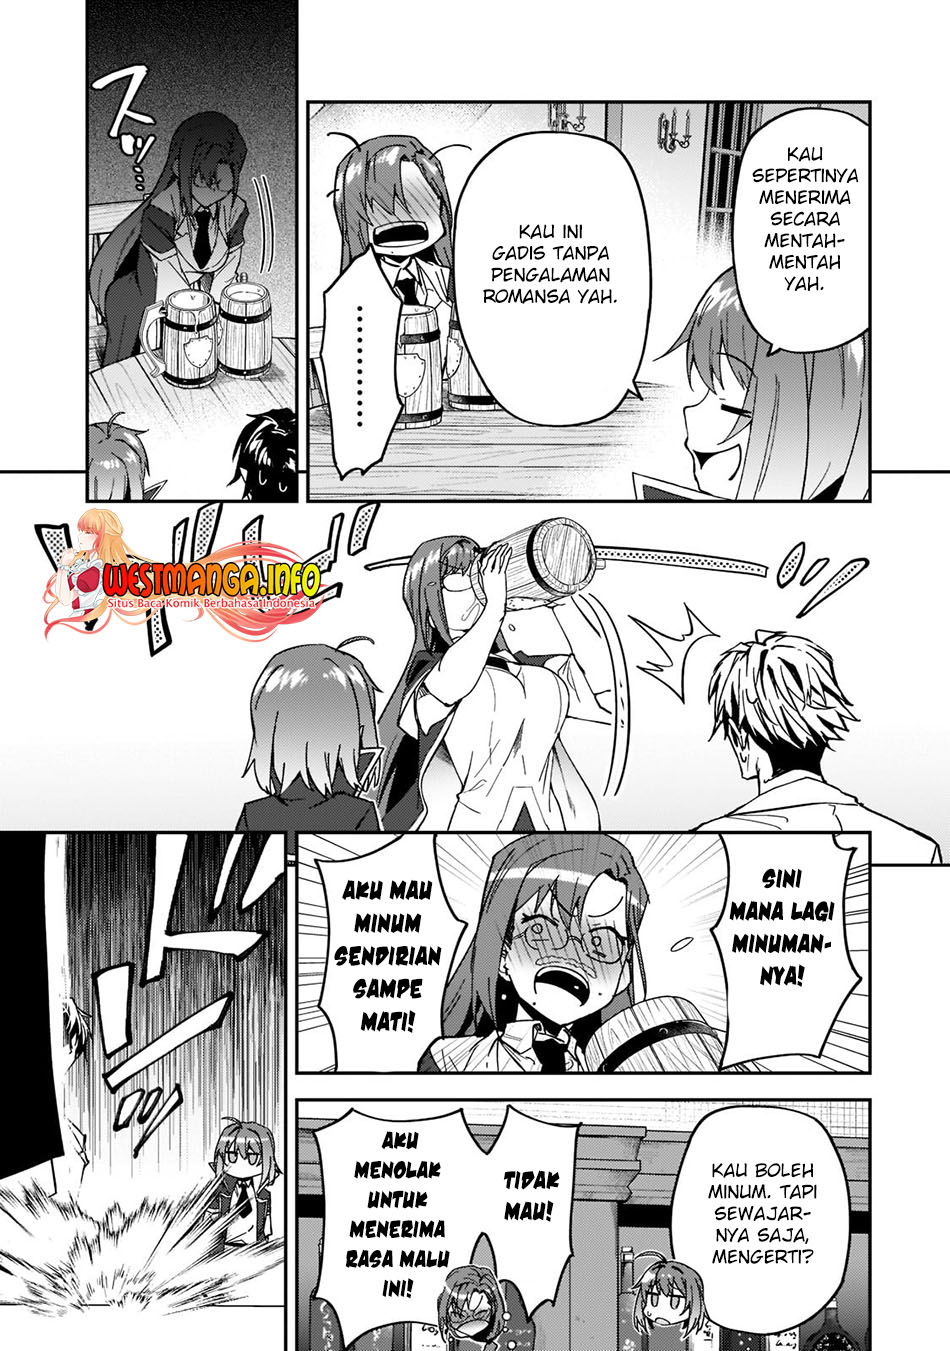 KAU
SEPERTINYA
MENERIMA
SECARA
MENTAH-
MENTAH
YAH.
KAU INI
GADIS TANPA
PENGALAMAN
ROMANSA YAH.
.........
スッ...
WESTMANGA.INFO
Situs Baca Komik Berbahasa Indonesia
SINI
MANA LAGI
MINUMAN-
NYA!
AKU MAU
MINUM
SENDIRIAN
SAMPE
MATI!
KAU BOLEH
MINUM. TAPI
SEWAJAR-
NYA SAJA,
MENGERTI?
TIDAK
MAU!
AKU
MENOLAK
UNTUK
MENERIMA
RASA MALU
INI!